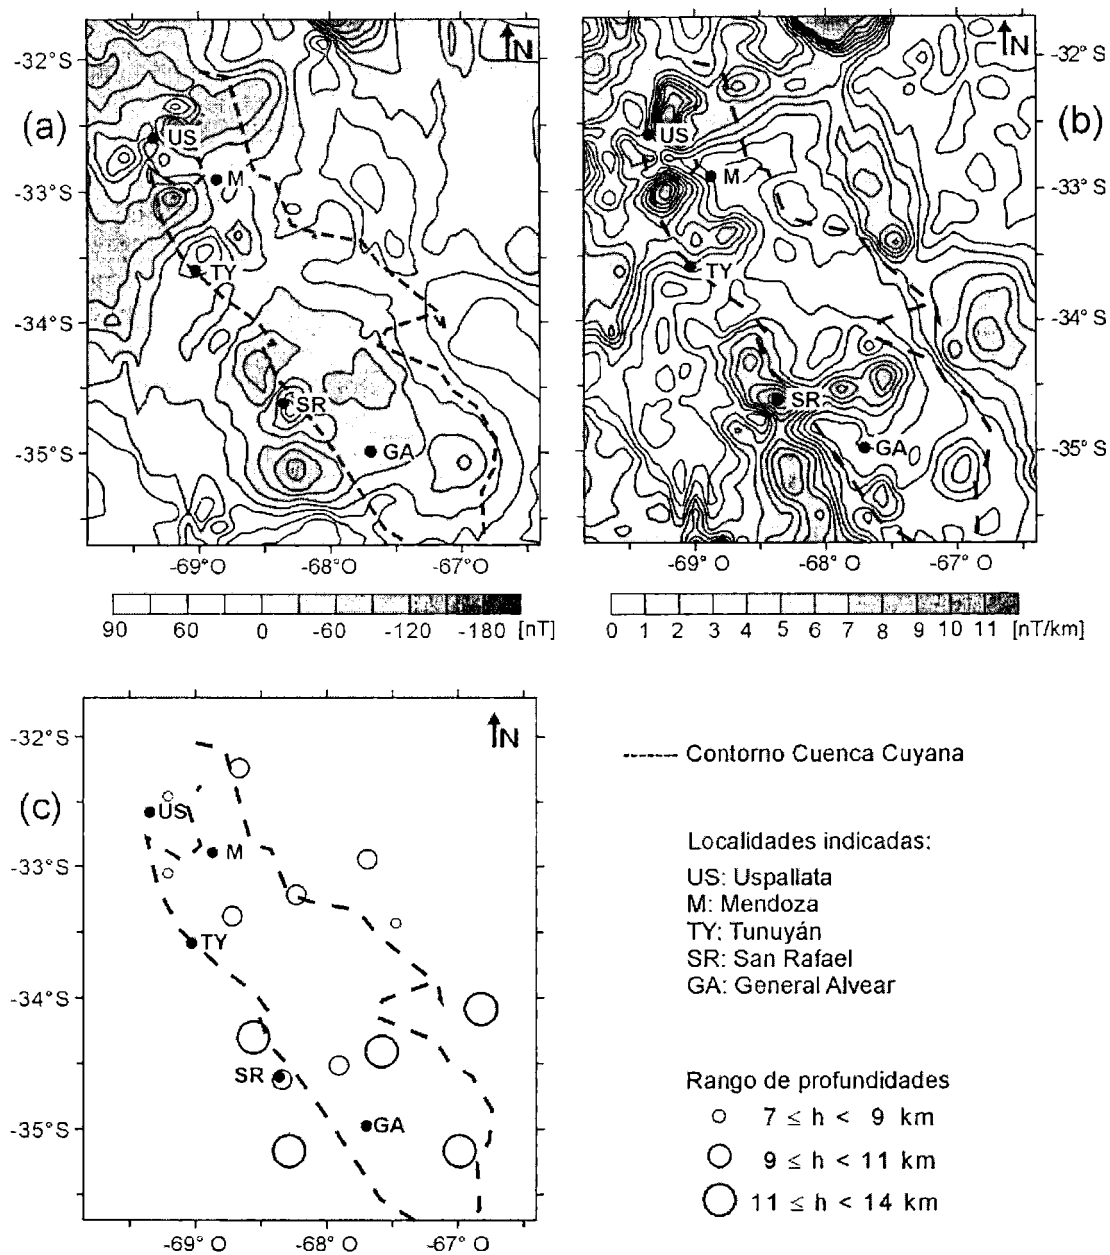 (a)
N
-32°S
-33°S
-34°S
-35°S
US
M
TY
SR
GA
-69°O
-68°O
-67°O
90 60 0 -60 -120 -180 [nT]
(b)
N
-32°S
-33°S
-34°S
-35°S
US
M
TY
SR
GA
-69°O
-68°O
-67°O
0 1 2 3 4 5 6 7 8 9 10 11 [nT/km]
(c)
N
-32°S
-33°S
-34°S
-35°S
US
M
TY
SR
GA
-69°O
-68°O
-67°O
Contorno Cuenca Cuyana
Localidades indicadas:
US: Uspallata
M: Mendoza
TY: Tunuyán
SR: San Rafael
GA: General Alvear
Rango de profundidades
7 ≤ h < 9 km
9 ≤ h < 11 km
11 ≤ h < 14 km